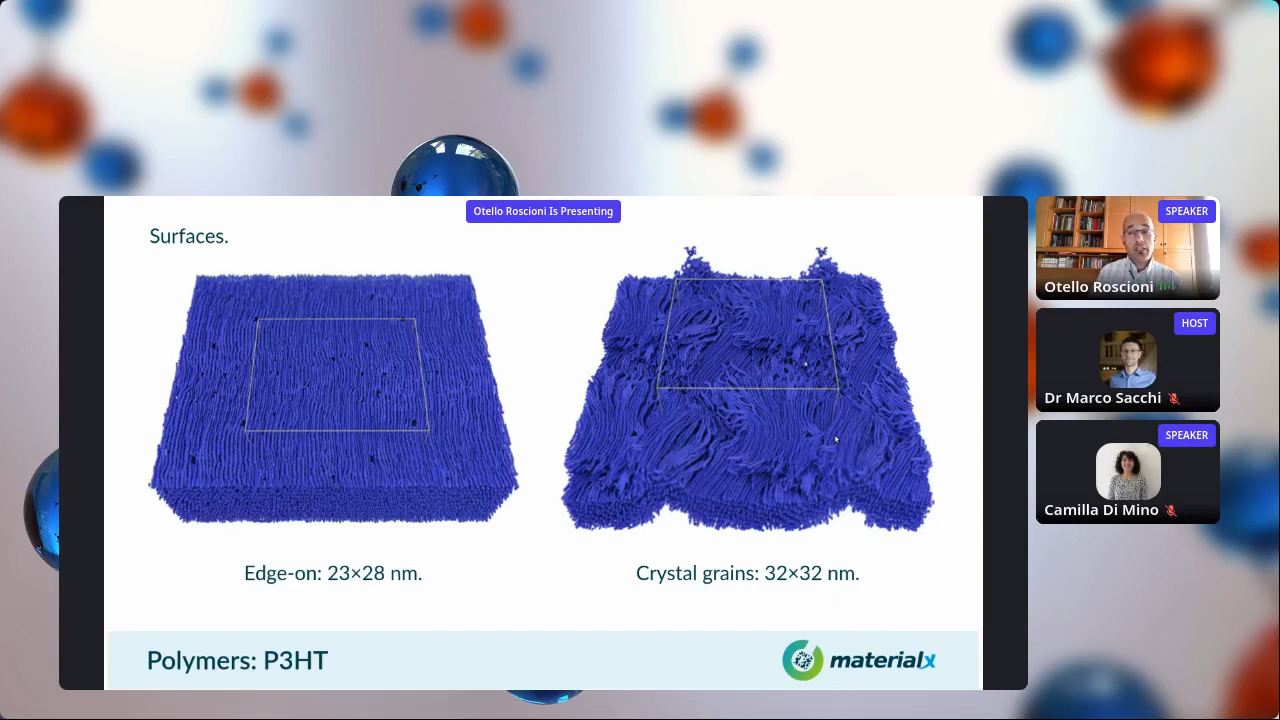 Otello Roscioni Is Presenting
Surfaces.
Edge-on: 23×28 nm.
Crystal grains: 32×32 nm.
Polymers: P3HT
materialx
SPEAKER
Otello Roscioni
HOST
Dr Marco Sacchi
SPEAKER
Camilla Di Mino